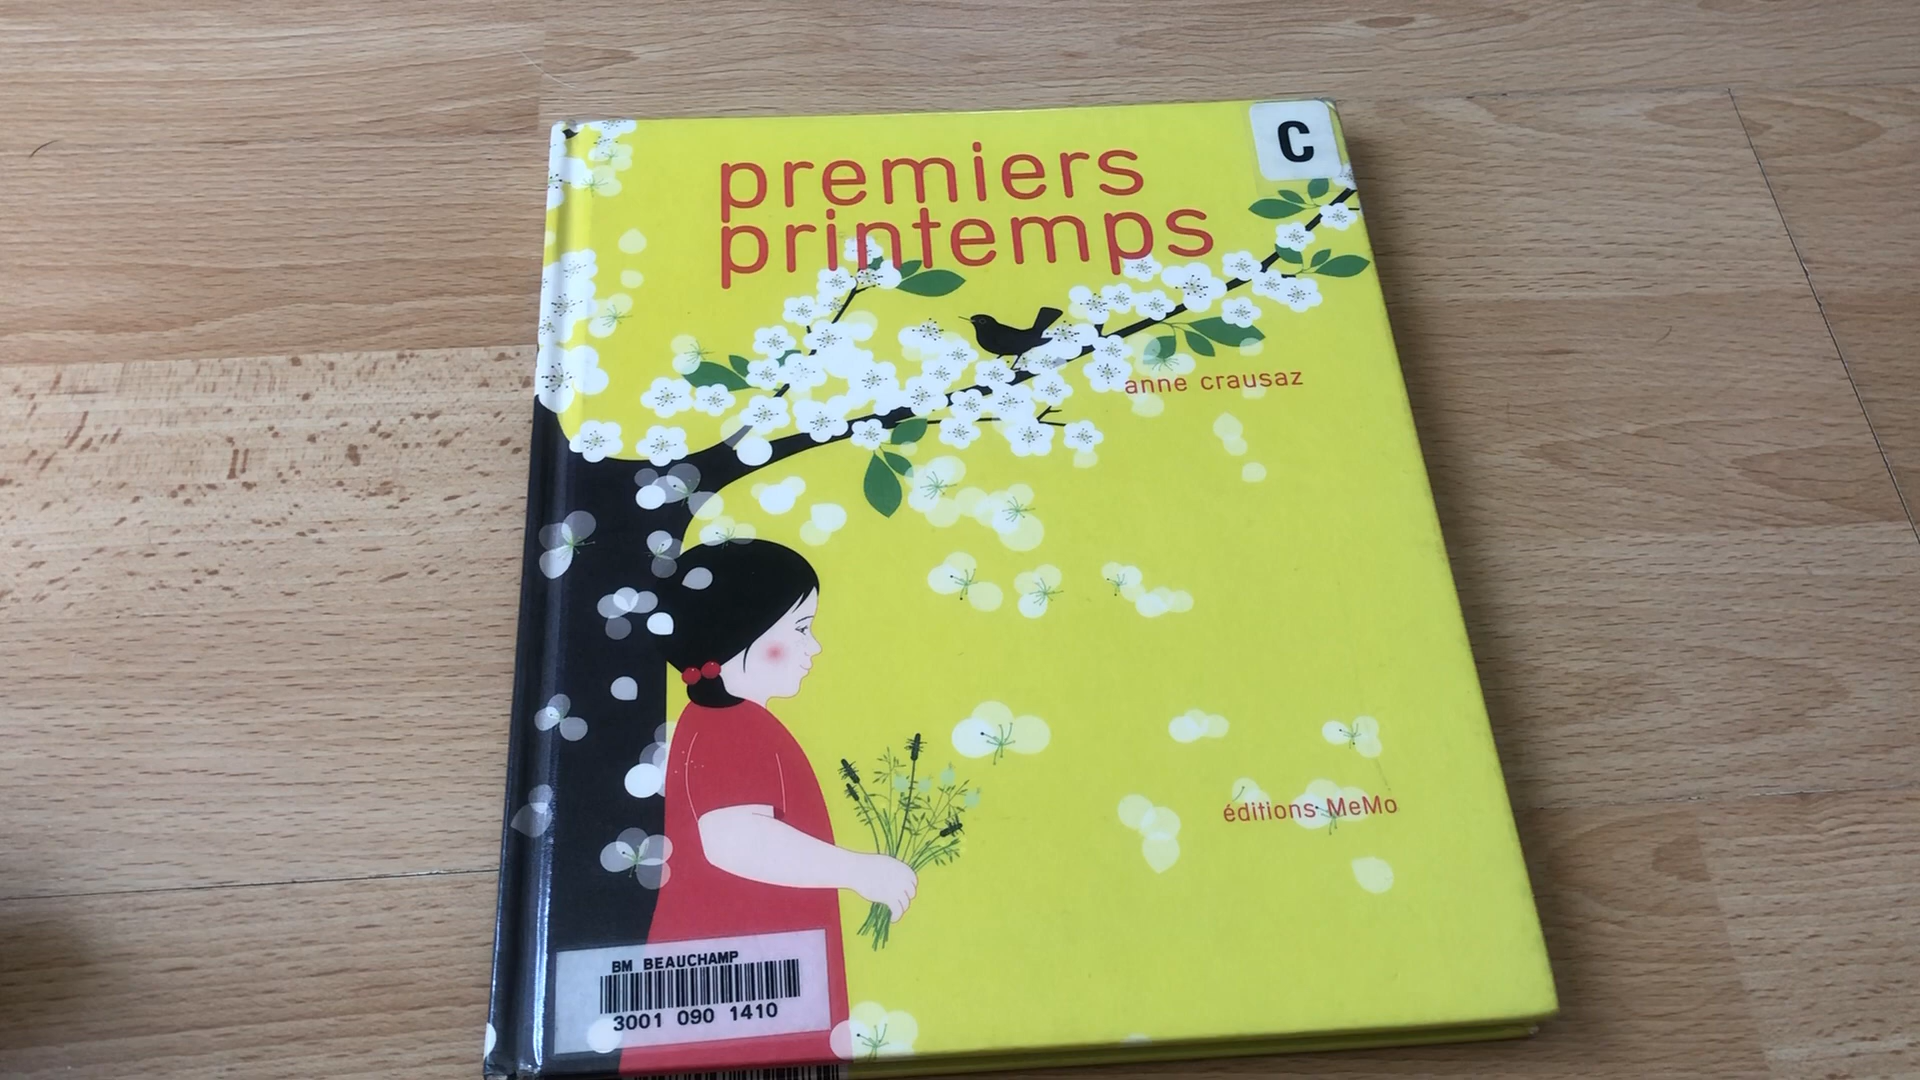 C
premiers
printemps
anne crausaz
éditions MeMo
BM BEAUCHAMP
3001 090 1410